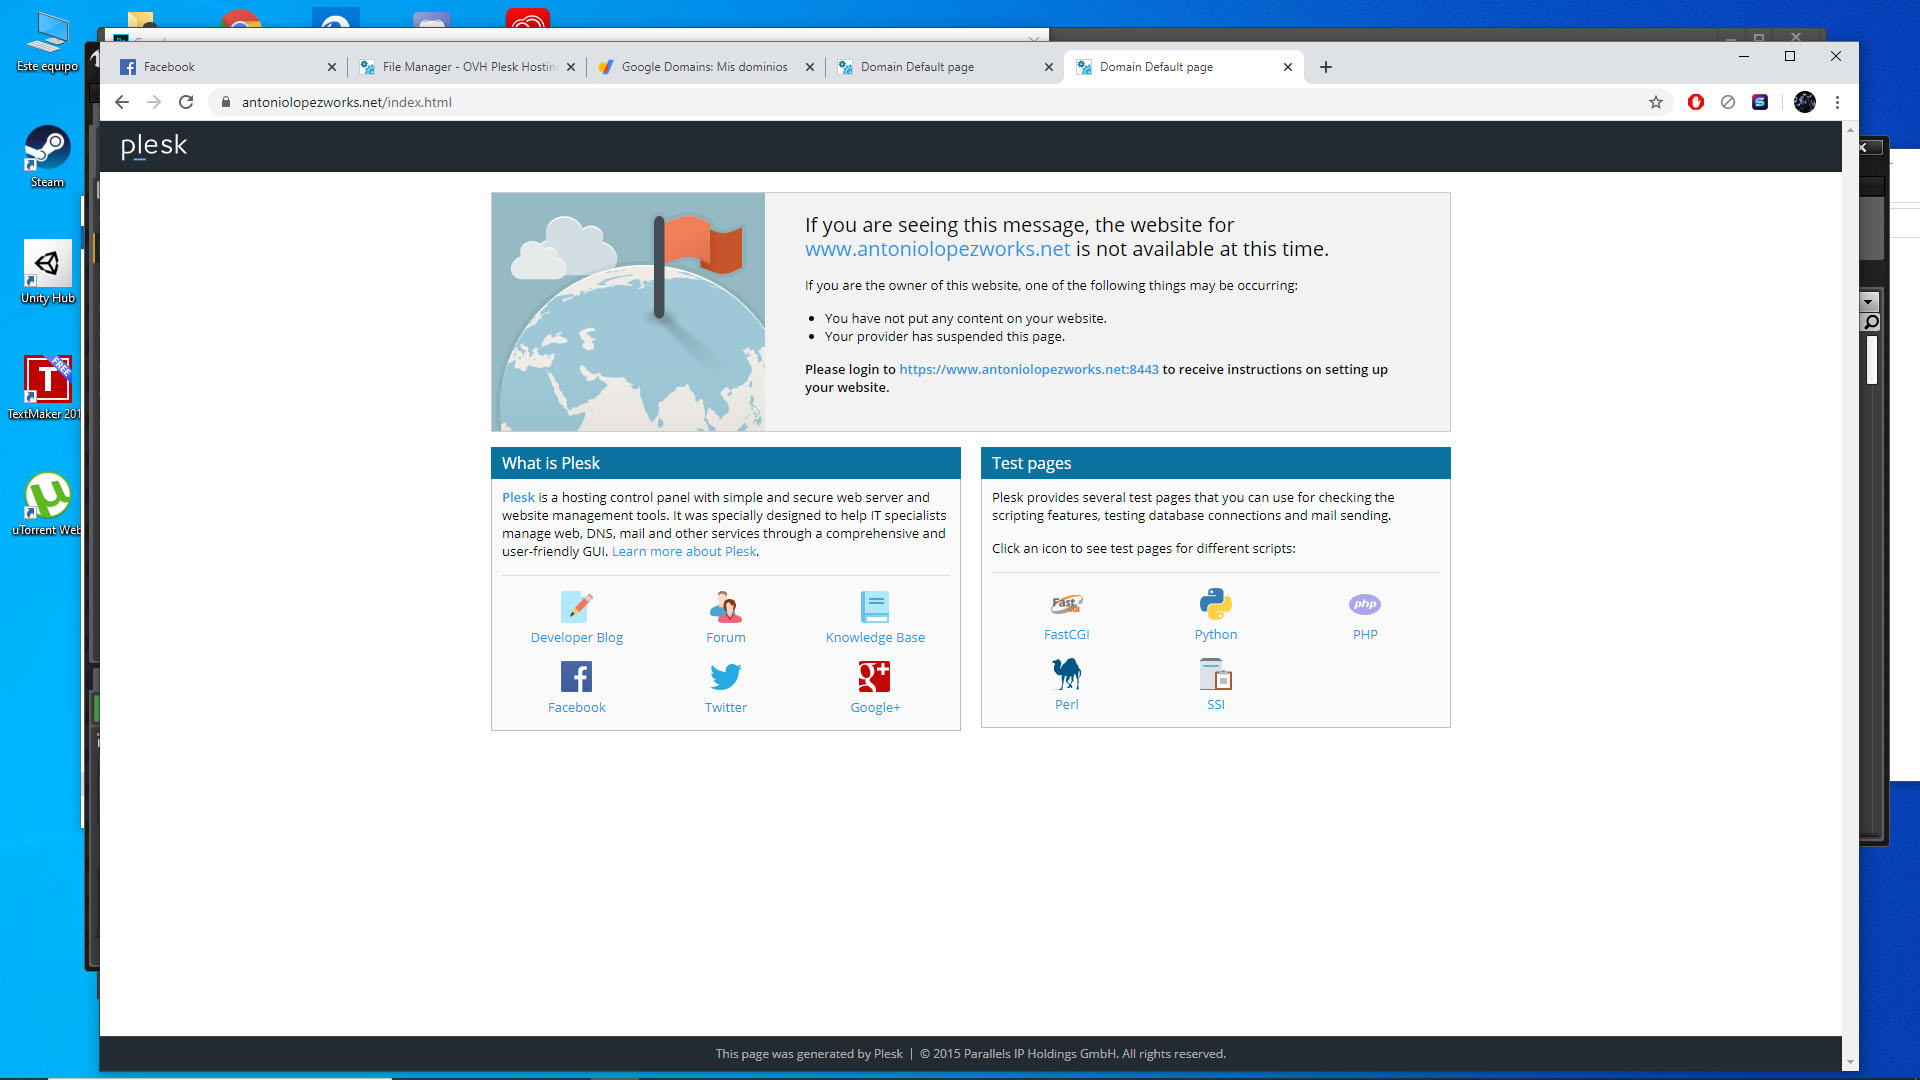 Este equipo
Steam
Unity Hub
FREE
TextMaker 201
uTorrent Web
Facebook
File Manager - OVH Plesk Hostin
Google Domains: Mis dominios
Domain Default page
Domain Default page
antoniolopezworks.net/index.html
plesk
If you are seeing this message, the website for
www.antoniolopezworks.net is not available at this time.
If you are the owner of this website, one of the following things may be occurring:
You have not put any content on your website.
Your provider has suspended this page.
Please login to https://www.antoniolopezworks.net:8443 to receive instructions on setting up
your website.
What is Plesk
Plesk is a hosting control panel with simple and secure web server and
website management tools. It was specially designed to help IT specialists
manage web, DNS, mail and other services through a comprehensive and
user-friendly GUI. Learn more about Plesk.
Developer Blog
Forum
Knowledge Base
Facebook
Twitter
g+
Google+
Test pages
Plesk provides several test pages that you can use for checking the
scripting features, testing database connections and mail sending.
Click an icon to see test pages for different scripts:
Fast
FastCGI
Python
php
PHP
Perl
SSI
This page was generated by Plesk | © 2015 Parallels IP Holdings GmbH. All rights reserved.